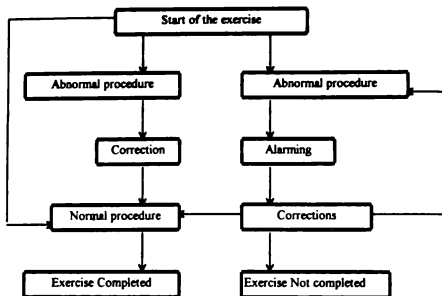 Start of the exercise
Abnormal procedure
Abnormal procedure
Correction
Alarming
Normal procedure
Corrections
Exercise Completed
Exercise Not completed